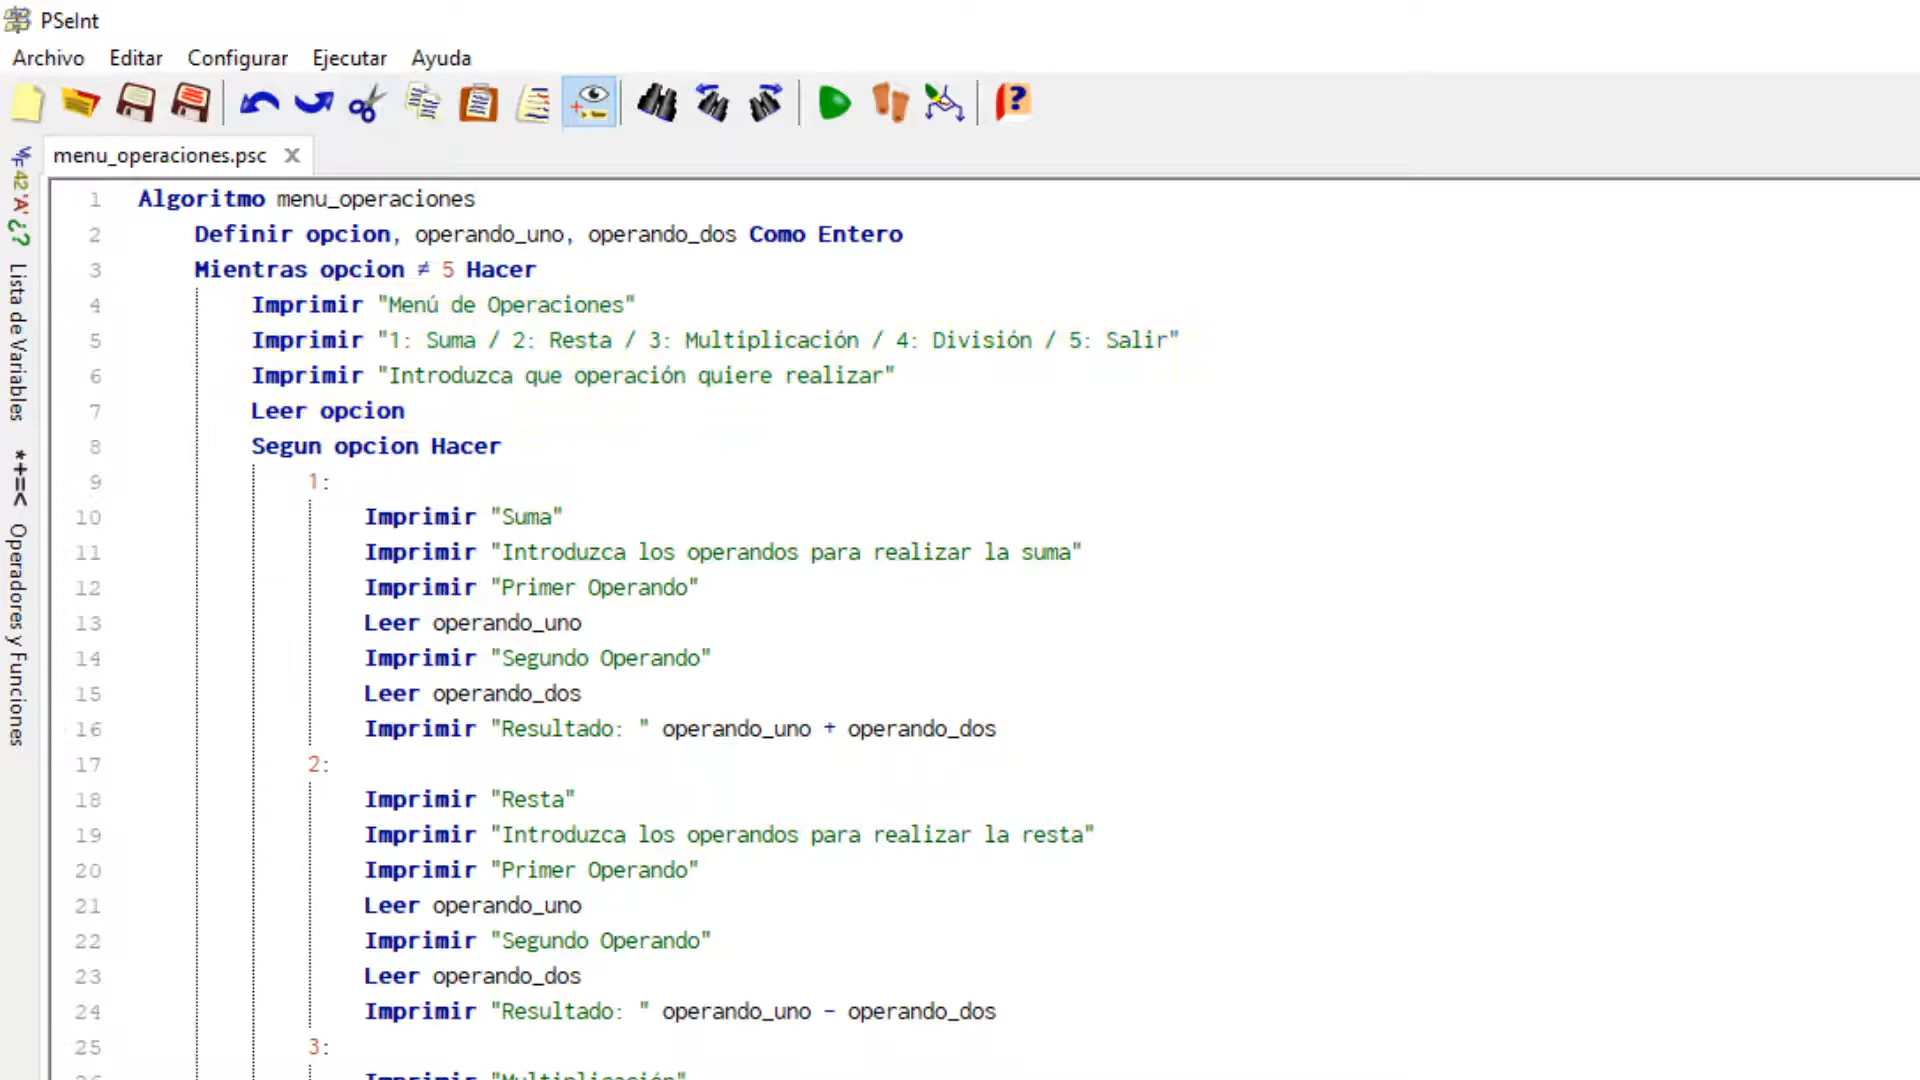 PSeInt
Archivo Editar Configurar Ejecutar Ayuda
menu_operaciones.psc
42 'A' ¿?
Lista de Variables
*+=<
Operadores y Funciones
1 Algoritmo menu_operaciones
2 Definir opcion, operando_uno, operando_dos Como Entero
3 Mientras opcion ≠ 5 Hacer
4 Imprimir "Menú de Operaciones"
5 Imprimir "1: Suma / 2: Resta / 3: Multiplicación / 4: División / 5: Salir"
6 Imprimir "Introduzca que operación quiere realizar"
7 Leer opcion
8 Segun opcion Hacer
9 1:
10 Imprimir "Suma"
11 Imprimir "Introduzca los operandos para realizar la suma"
12 Imprimir "Primer Operando"
13 Leer operando_uno
14 Imprimir "Segundo Operando"
15 Leer operando_dos
16 Imprimir "Resultado: " operando_uno + operando_dos
17 2:
18 Imprimir "Resta"
19 Imprimir "Introduzca los operandos para realizar la resta"
20 Imprimir "Primer Operando"
21 Leer operando_uno
22 Imprimir "Segundo Operando"
23 Leer operando_dos
24 Imprimir "Resultado: " operando_uno - operando_dos
25 3:
Imprimir "Multiplicación"